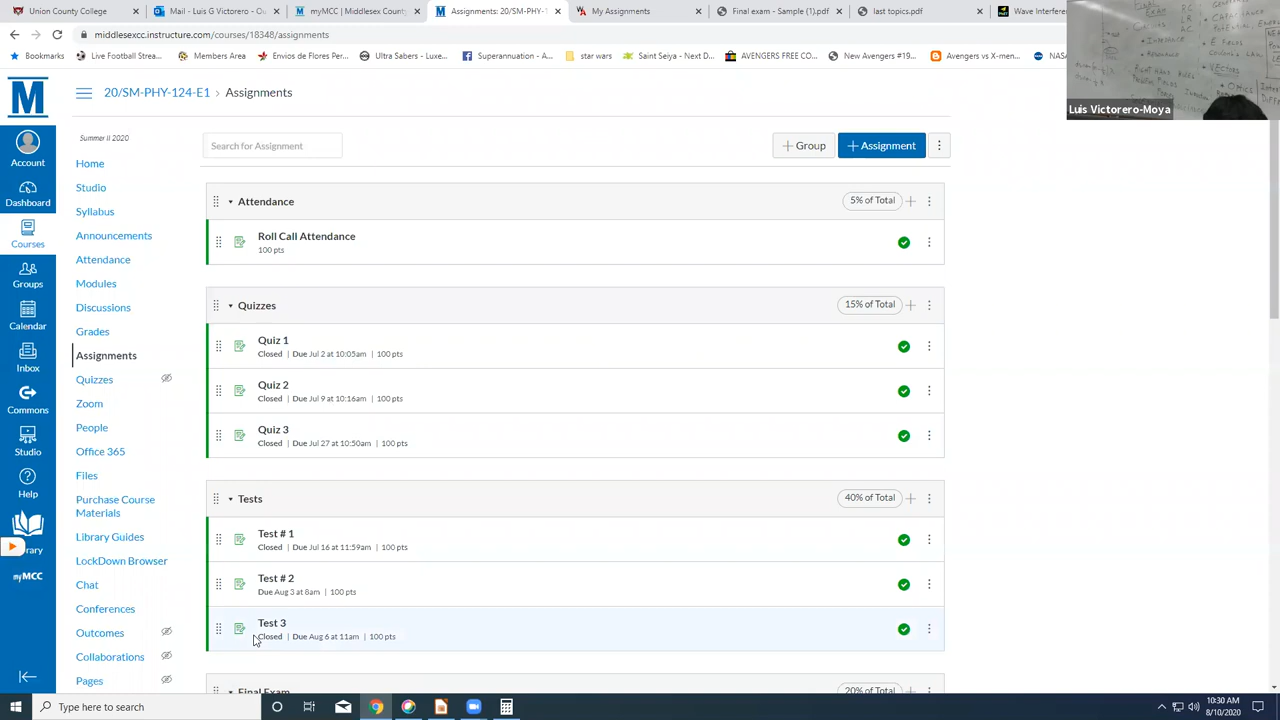 Union County College
Mail - Luis G Victorero - O
myMCC | Middlesex County
Assignments: 20/SM-PHY-124-E1
My Assignments
Final exam - Sample (1).pdf
Last topics.pdf
Wave Interfere
middlesexcc.instructure.com/courses/18348/assignments
Bookmarks
Live Football Stream...
Members Area
Envios de Flores Per...
Ultra Sabers - Luxe...
Superannuation - A...
star wars
Saint Seiya - Next D...
AVENGERS FREE CO...
New Avengers #19...
Avengers vs x-men...
NASA
Luis Victorero-Moya
M
20/SM-PHY-124-E1 › Assignments
Account
Dashboard
Courses
Groups
Calendar
Inbox
Commons
Studio
Help
myMCC
Summer II 2020
Home
Studio
Syllabus
Announcements
Attendance
Modules
Discussions
Grades
Assignments
Quizzes
Zoom
People
Office 365
Files
Purchase Course
Materials
Library Guides
LockDown Browser
Chat
Conferences
Outcomes
Collaborations
Pages
Search for Assignment
+ Group
+ Assignment
Attendance
5% of Total
Roll Call Attendance
100 pts
Quizzes
15% of Total
Quiz 1
Closed | Due Jul 2 at 10:05am | 100 pts
Quiz 2
Closed | Due Jul 9 at 10:16am | 100 pts
Quiz 3
Closed | Due Jul 27 at 10:50am | 100 pts
Tests
40% of Total
Test # 1
Closed | Due Jul 16 at 11:59am | 100 pts
Test # 2
Due Aug 3 at 8am | 100 pts
Test 3
Closed | Due Aug 6 at 11am | 100 pts
Final Exam
20% of Total
Type here to search
10:30 AM
8/10/2020